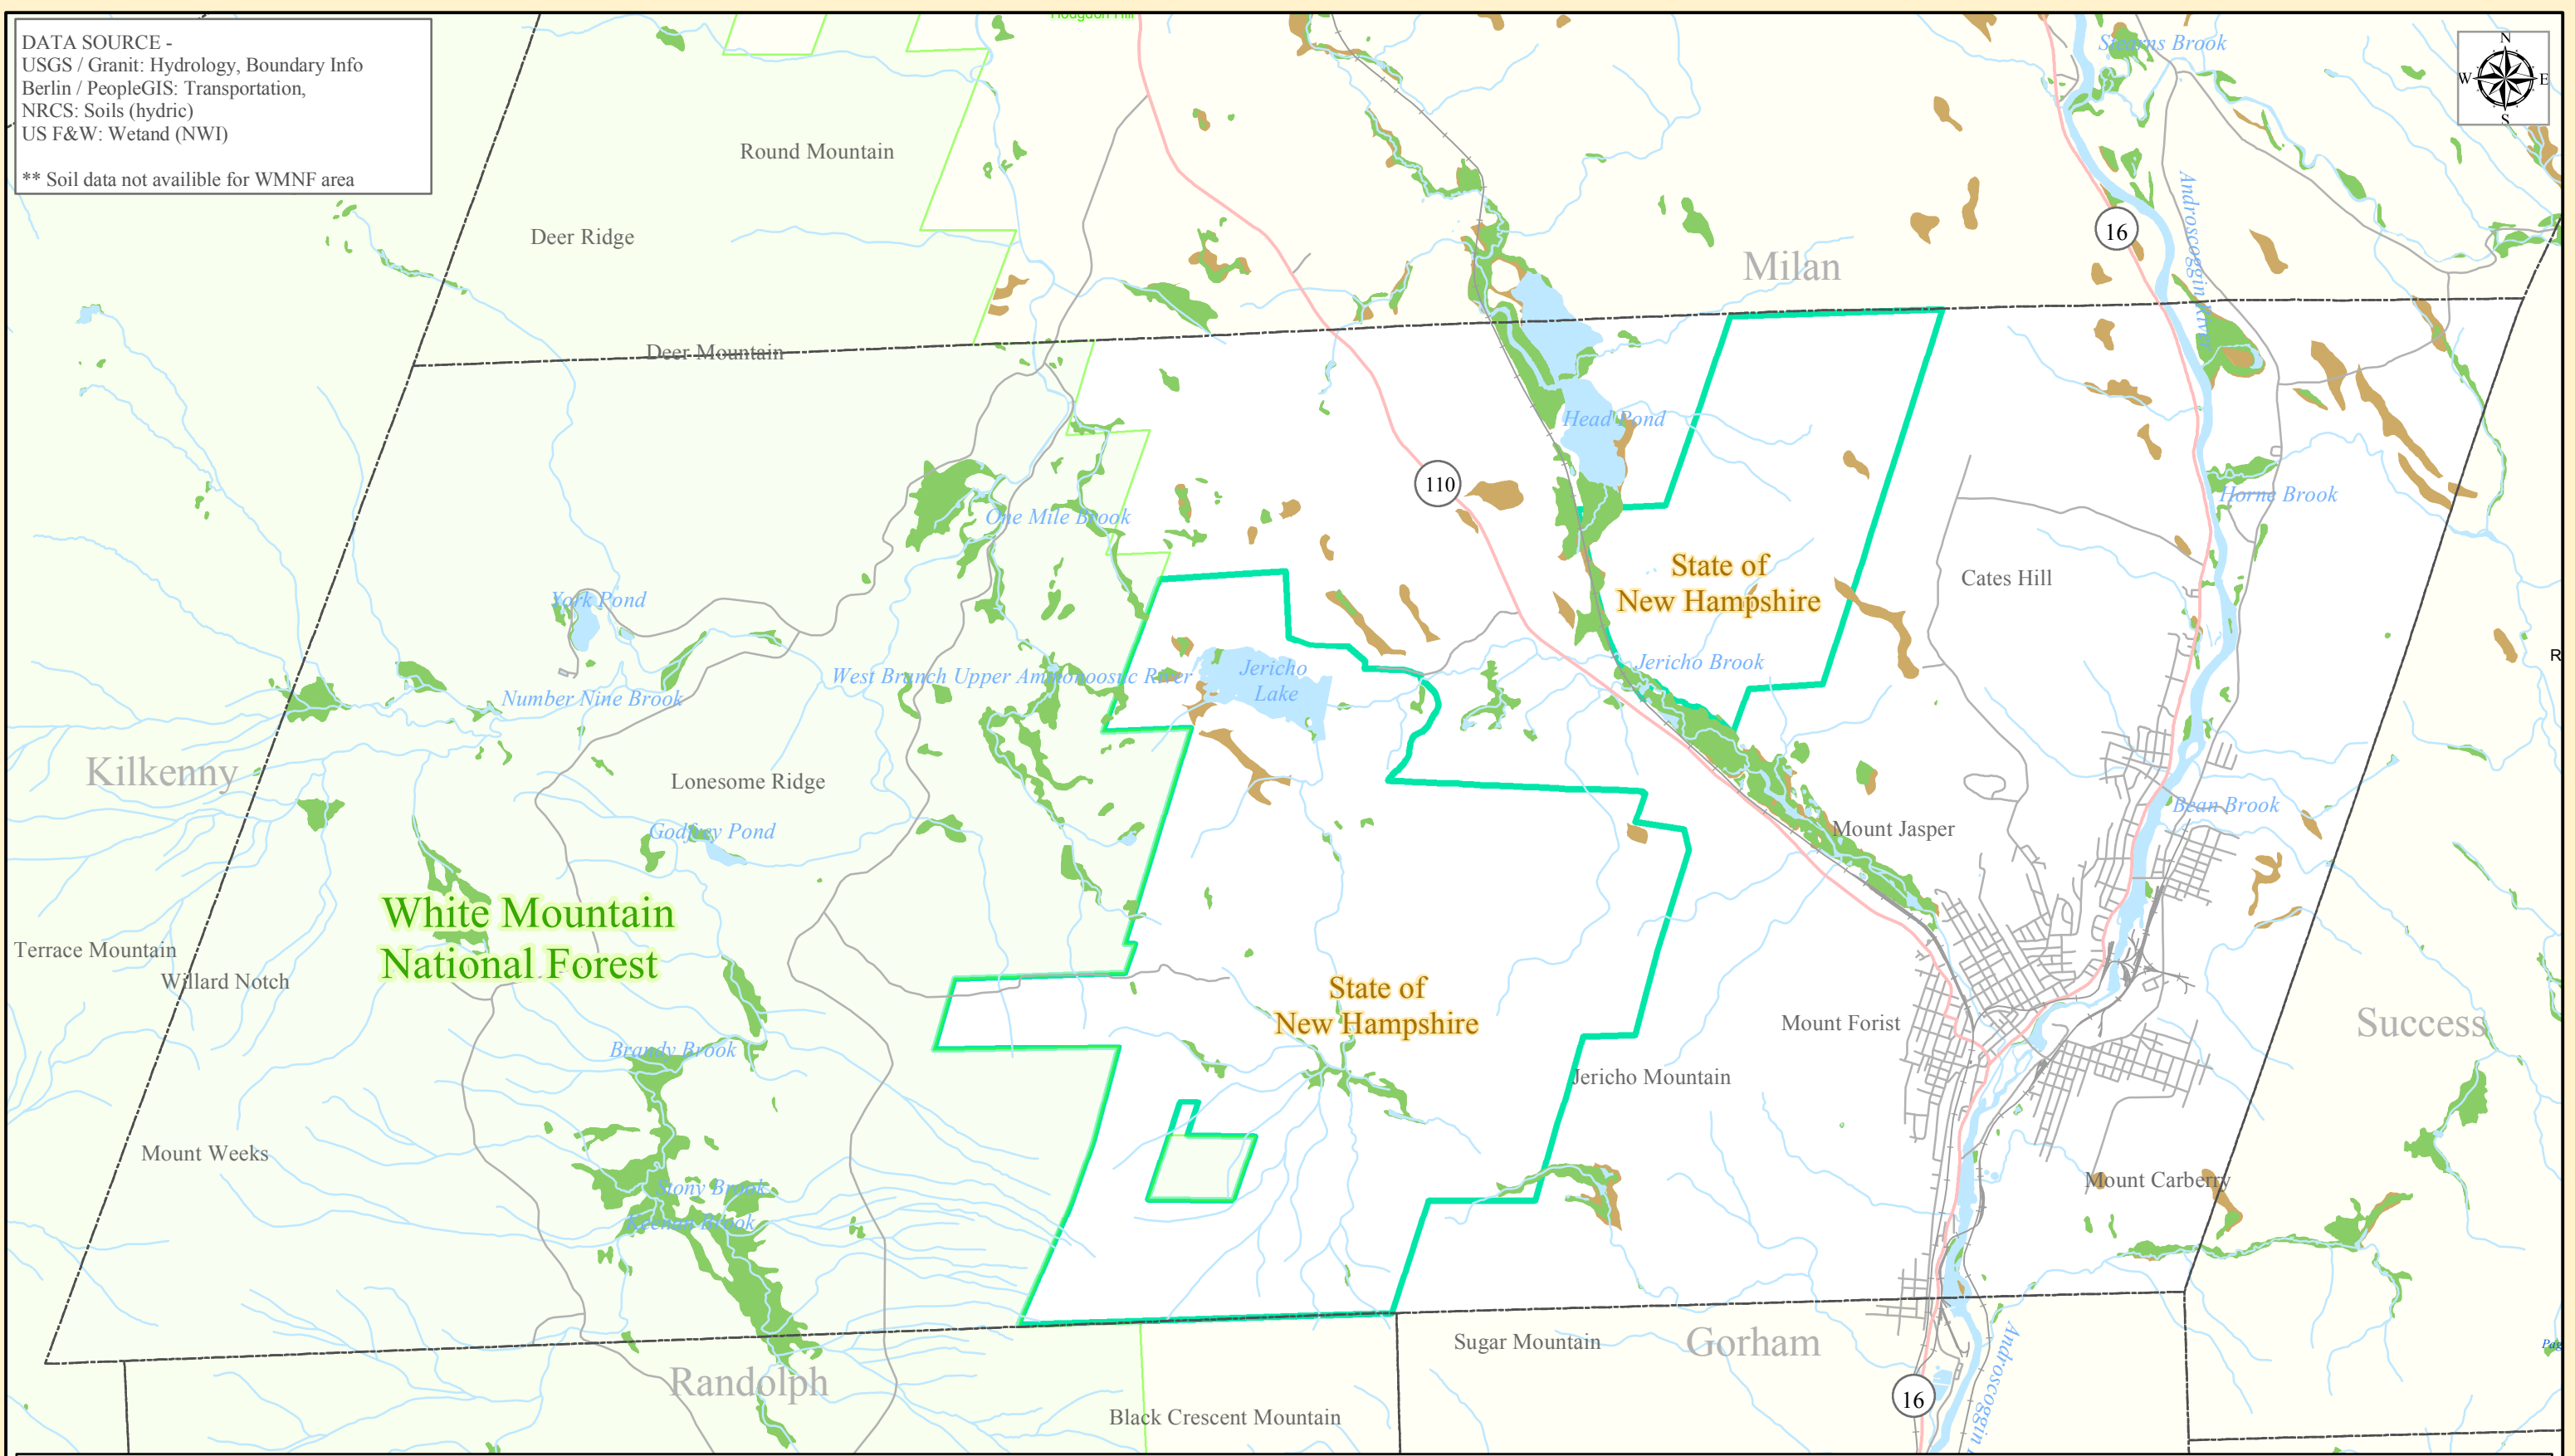 DATA SOURCE -
USGS / Granit: Hydrology, Boundary Info
Berlin / PeopleGIS: Transportation,
NRCS: Soils (hydric)
US F&W: Wetand (NWI)
** Soil data not availible for WMNF area
Hodgdon Hill
Stearns Brook
N
W
E
S
Round Mountain
Deer Ridge
16
Androscoggin River
Milan
Deer Mountain
Head Pond
110
One Mile Brook
Horne Brook
State of
New Hampshire
Cates Hill
York Pond
R
Jericho Brook
Jericho
Lake
West Branch Upper Ammonoosuc River
Number Nine Brook
Kilkenny
Lonesome Ridge
Bean Brook
Godfrey Pond
Mount Jasper
White Mountain
National Forest
Terrace Mountain
Willard Notch
State of
New Hampshire
Mount Forist
Success
Brandy Brook
Jericho Mountain
Mount Weeks
Mount Carberry
Stony Brook
Keenan Brook
Sugar Mountain
Gorham
Randolph
16
Androscoggin
Black Crescent Mountain